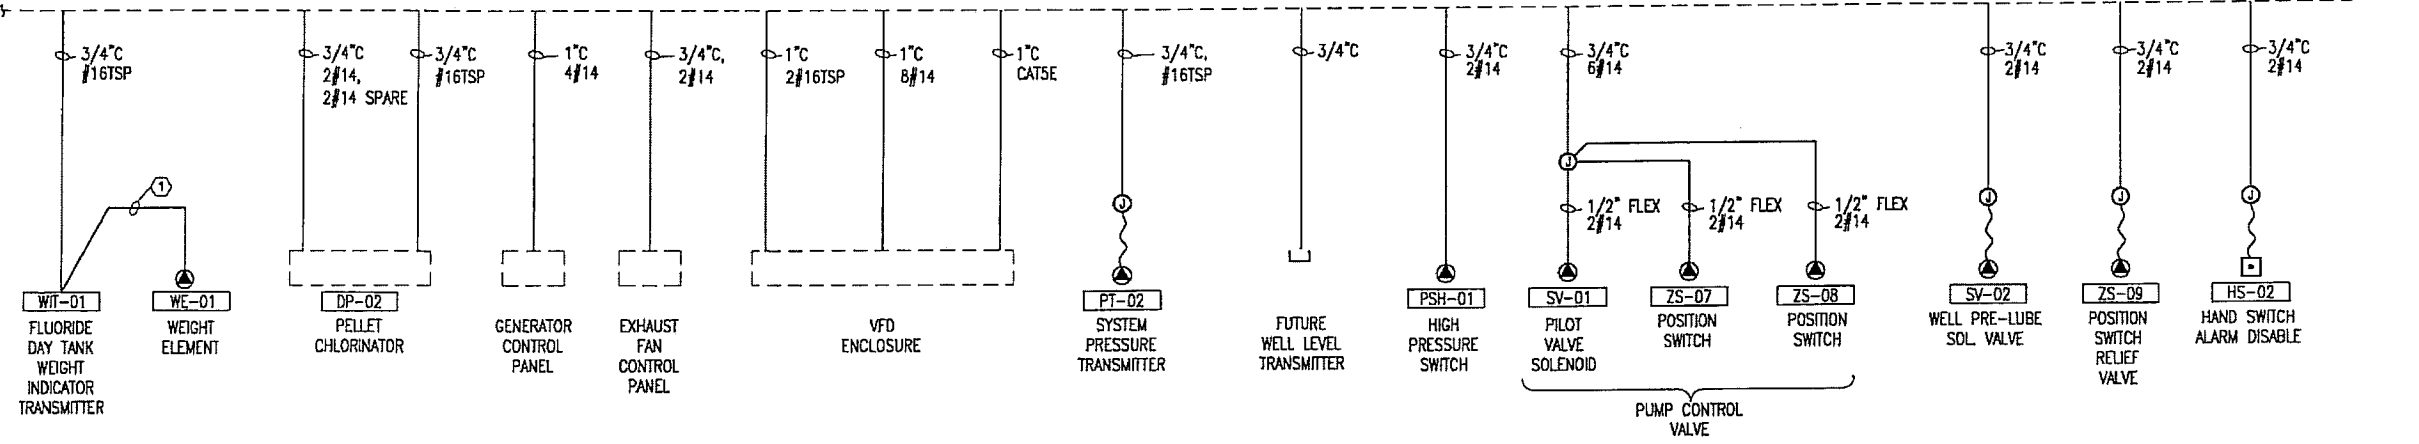 3/4"C
#16TSP
3/4"C
2#14,
2#14 SPARE
3/4"C
#16TSP
1"C
4#14
3/4"C,
2#14
1"C
2#16TSP
1"C
8#14
1"C
CAT5E
3/4"C,
#16TSP
3/4"C
3/4"C
2#14
3/4"C
6#14
3/4"C
2#14
3/4"C
2#14
3/4"C
2#14
1
J
J
J
J
J
1/2" FLEX
2#14
1/2" FLEX
2#14
1/2" FLEX
2#14
WIT-01
FLUORIDE
DAY TANK
WEIGHT
INDICATOR
TRANSMITTER
WE-01
WEIGHT
ELEMENT
DP-02
PELLET
CHLORINATOR
GENERATOR
CONTROL
PANEL
EXHAUST
FAN
CONTROL
PANEL
VFD
ENCLOSURE
PT-02
SYSTEM
PRESSURE
TRANSMITTER
FUTURE
WELL LEVEL
TRANSMITTER
PSH-01
HIGH
PRESSURE
SWITCH
SV-01
PILOT
VALVE
SOLENOID
ZS-07
POSITION
SWITCH
ZS-08
POSITION
SWITCH
PUMP CONTROL
VALVE
SV-02
WELL PRE-LUBE
SOL. VALVE
ZS-09
POSITION
SWITCH
RELIEF
VALVE
HS-02
HAND SWITCH
ALARM DISABLE